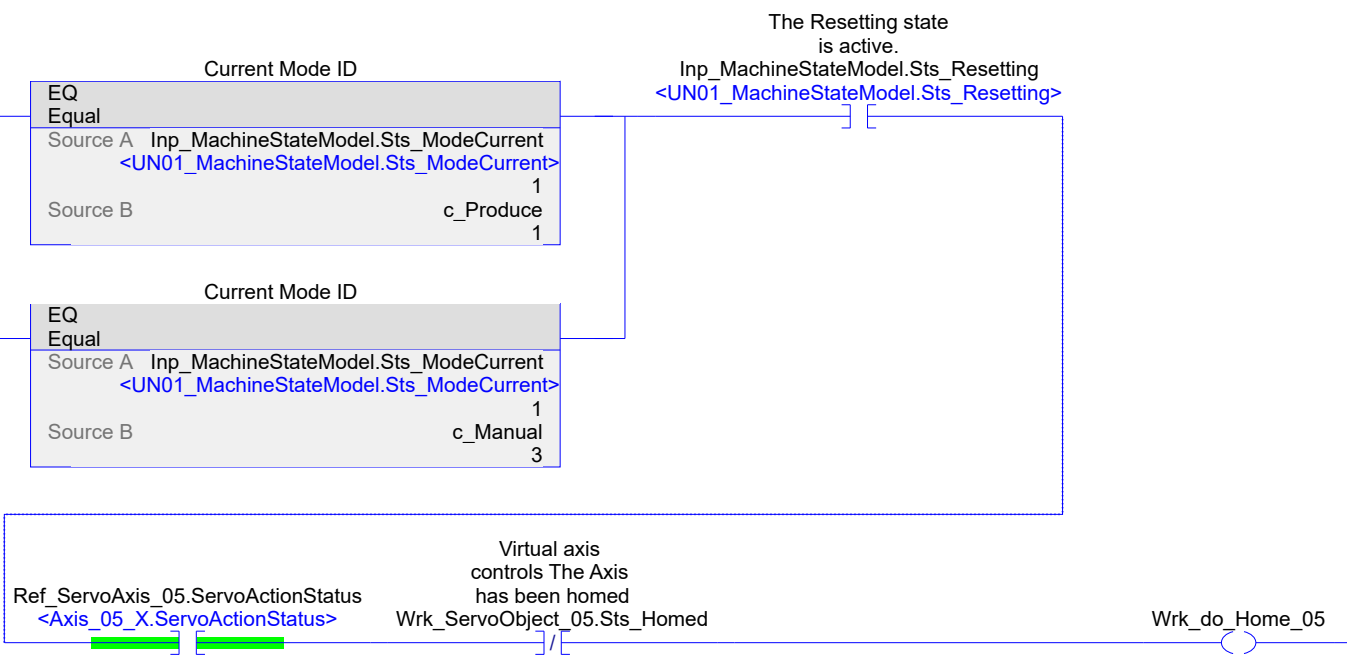 The Resetting state
is active.
Current Mode ID
Inp_MachineStateModel.Sts_Resetting
<UN01_MachineStateModel.Sts_Resetting>
EQ
Equal
Source A Inp_MachineStateModel.Sts_ModeCurrent
<UN01_MachineStateModel.Sts_ModeCurrent>
1
Source B c_Produce
1
Current Mode ID
EQ
Equal
Source A Inp_MachineStateModel.Sts_ModeCurrent
<UN01_MachineStateModel.Sts_ModeCurrent>
1
Source B c_Manual
3
Ref_ServoAxis_05.ServoActionStatus
<Axis_05_X.ServoActionStatus>
Virtual axis
controls The Axis
has been homed
Wrk_ServoObject_05.Sts_Homed
/
Wrk_do_Home_05